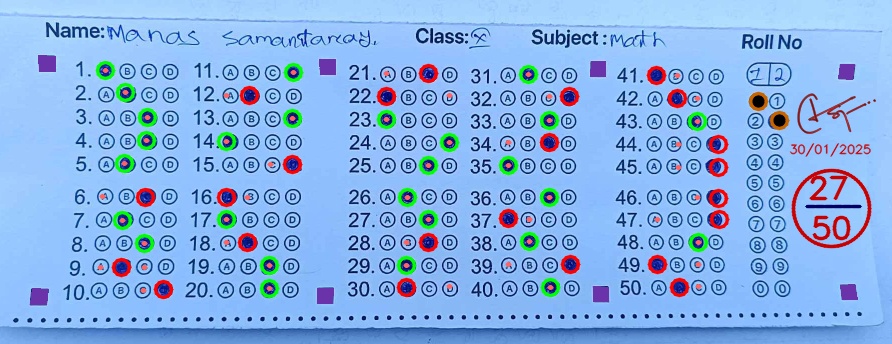 Name: Manas Samantaray. Class: X Subject: math Roll No
1. A B C D 11. A B C D 21. A B C D 31. A B C D 41. A B C D 1 2
2. A B C D 12. A B C D 22. A B C D 32. A B C D 42. A B C D 1
3. A B C D 13. A B C D 23. A B C D 33. A B C D 43. A B C D 2
4. A B C D 14. A B C D 24. A B C D 34. A B C D 44. A B C D 3 3
5. A B C D 15. A B C D 25. A B C D 35. A B C D 45. A B C D 4 4
30/01/2025
5 5
6. A B C D 16. A B C D 26. A B C D 36. A B C D 46. A B C D 6 6
7. A B C D 17. A B C D 27. A B C D 37. A B C D 47. A B C D 7 7
8. A B C D 18. A B C D 28. A B C D 38. A B C D 48. A B C D 8 8
9. A B C D 19. A B C D 29. A B C D 39. A B C D 49. A B C D 9 9
10. A B C D 20. A B C D 30. A B C D 40. A B C D 50. A B C D 0 0
27
50